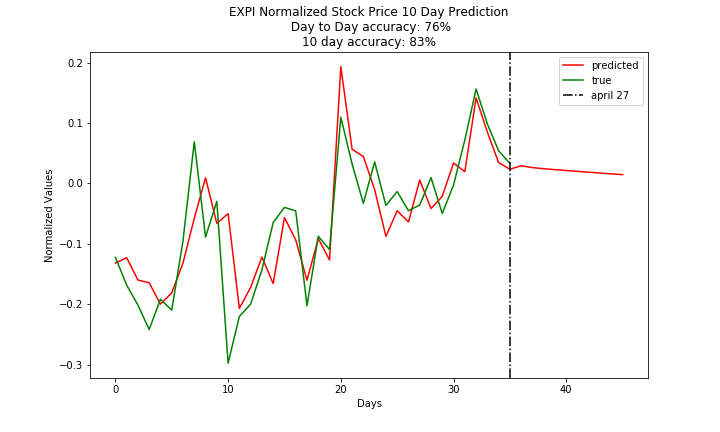 EXPI Normalized Stock Price 10 Day Prediction
Day to Day accuracy: 76%
10 day accuracy: 83%
predicted
true
april 27
Normalized Values
0.2
0.1
0.0
−0.1
−0.2
−0.3
0 10 20 30 40
Days